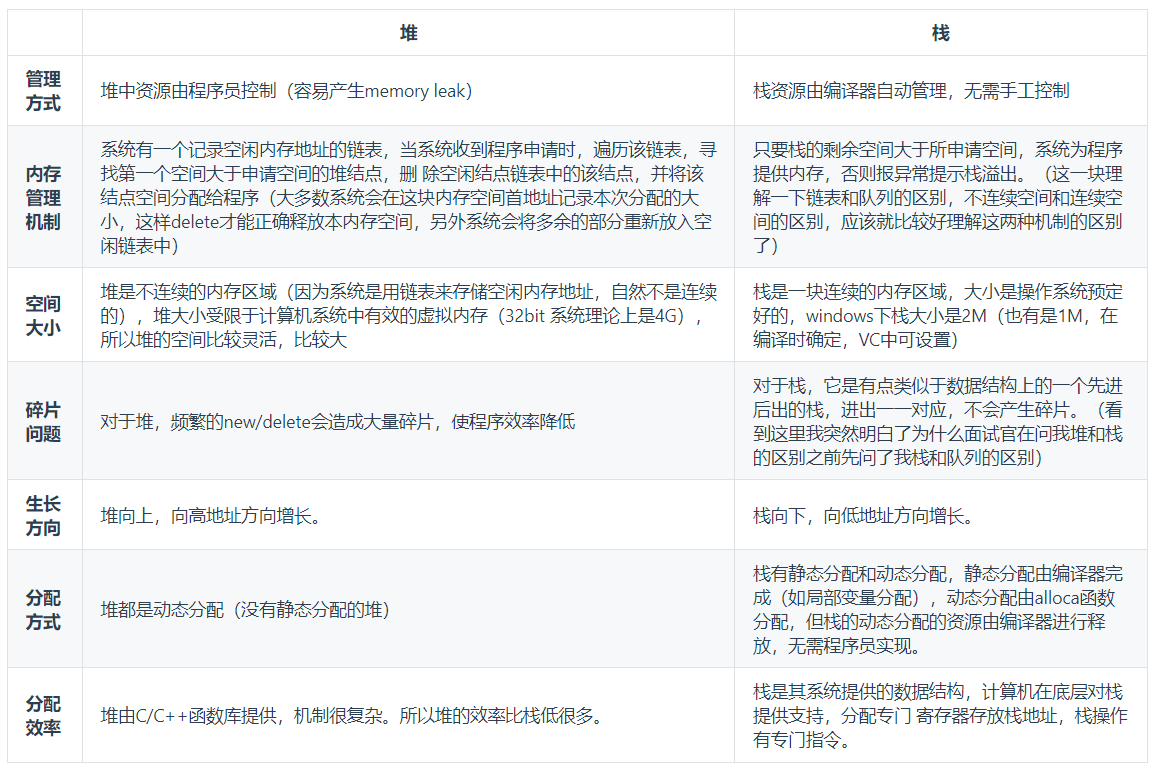 堆
栈
管理
方式
堆中资源由程序员控制（容易产生memory leak）
栈资源由编译器自动管理，无需手工控制
内存
管理
机制
系统有一个记录空闲内存地址的链表，当系统收到程序申请时，遍历该链表，寻
找第一个空间大于申请空间的堆结点，删 除空闲结点链表中的该结点，并将该
结点空间分配给程序（大多数系统会在这块内存空间首地址记录本次分配的大
小，这样delete才能正确释放本内存空间，另外系统会将多余的部分重新放入空
闲链表中）
只要栈的剩余空间大于所申请空间，系统为程序
提供内存，否则报异常提示栈溢出。（这一块理
解一下链表和队列的区别，不连续空间和连续空
间的区别，应该就比较好理解这两种机制的区别
了）
空间
大小
堆是不连续的内存区域（因为系统是用链表来存储空闲内存地址，自然不是连续
的），堆大小受限于计算机系统中有效的虚拟内存（32bit 系统理论上是4G），
所以堆的空间比较灵活，比较大
栈是一块连续的内存区域，大小是操作系统预定
好的，windows下栈大小是2M（也有是1M，在
编译时确定，VC中可设置）
碎片
问题
对于堆，频繁的new/delete会造成大量碎片，使程序效率降低
对于栈，它是有点类似于数据结构上的一个先进
后出的栈，进出一一对应，不会产生碎片。（看
到这里我突然明白了为什么面试官在问我堆和栈
的区别之前先问了我栈和队列的区别）
生长
方向
堆向上，向高地址方向增长。
栈向下，向低地址方向增长。
分配
方式
堆都是动态分配（没有静态分配的堆）
栈有静态分配和动态分配，静态分配由编译器完
成（如局部变量分配），动态分配由alloca函数
分配，但栈的动态分配的资源由编译器进行释
放，无需程序员实现。
分配
效率
堆由C/C++函数库提供，机制很复杂。所以堆的效率比栈低很多。
栈是其系统提供的数据结构，计算机在底层对栈
提供支持，分配专门 寄存器存放栈地址，栈操作
有专门指令。